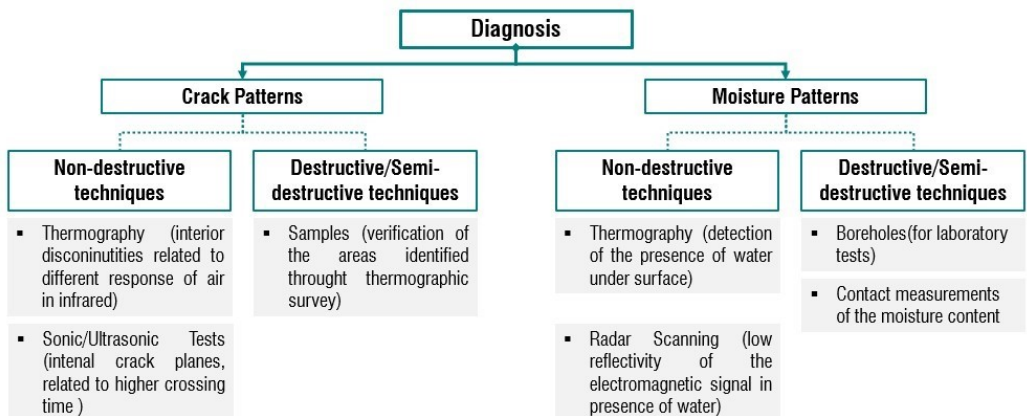 Diagnosis
Crack Patterns
Moisture Patterns
Non-destructive
techniques
Destructive/Semi-
destructive techniques
Non-destructive
techniques
Destructive/Semi-
destructive techniques
▪ Thermography (interior
disconinutities related to
different response of air
in infrared)
▪ Sonic/Ultrasonic Tests
(intenal crack planes,
related to higher crossing
time )
▪ Samples (verification of
the areas identified
throught thermographic
survey)
▪ Thermography (detection
of the presence of water
under surface)
▪ Radar Scanning (low
reflectivity of the
electromagnetic signal in
presence of water)
▪ Boreholes(for laboratory
tests)
▪ Contact measurements
of the moisture content